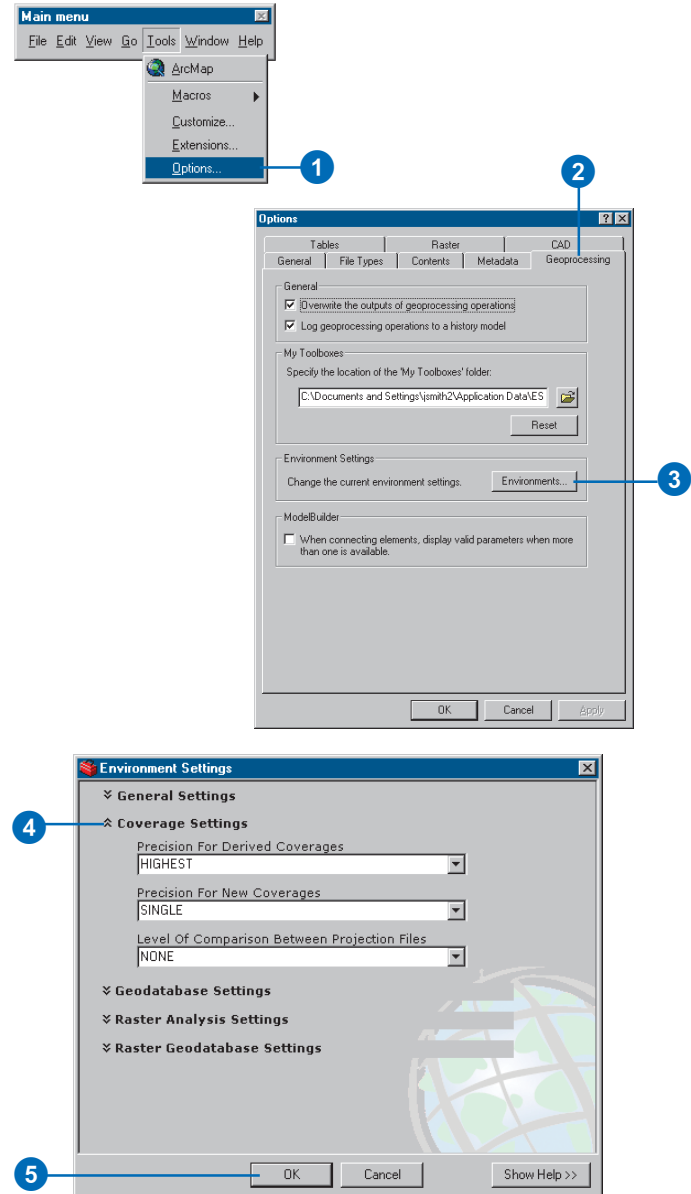 Main menu
File Edit View Go Tools Window Help
ArcMap
Macros
Customize...
Extensions...
Options...
1
2
Options
Tables Raster CAD
General File Types Contents Metadata Geoprocessing
General
Overwrite the outputs of geoprocessing operations
Log geoprocessing operations to a history model
My Toolboxes
Specify the location of the 'My Toolboxes' folder:
C:\Documents and Settings\jsmith2\Application Data\ES
Reset
Environment Settings
Change the current environment settings. Environments...
3
ModelBuilder
When connecting elements, display valid parameters when more
than one is available.
OK Cancel Apply
Environment Settings
General Settings
4
Coverage Settings
Precision For Derived Coverages
HIGHEST
Precision For New Coverages
SINGLE
Level Of Comparison Between Projection Files
NONE
Geodatabase Settings
Raster Analysis Settings
Raster Geodatabase Settings
5
OK Cancel Show Help >>